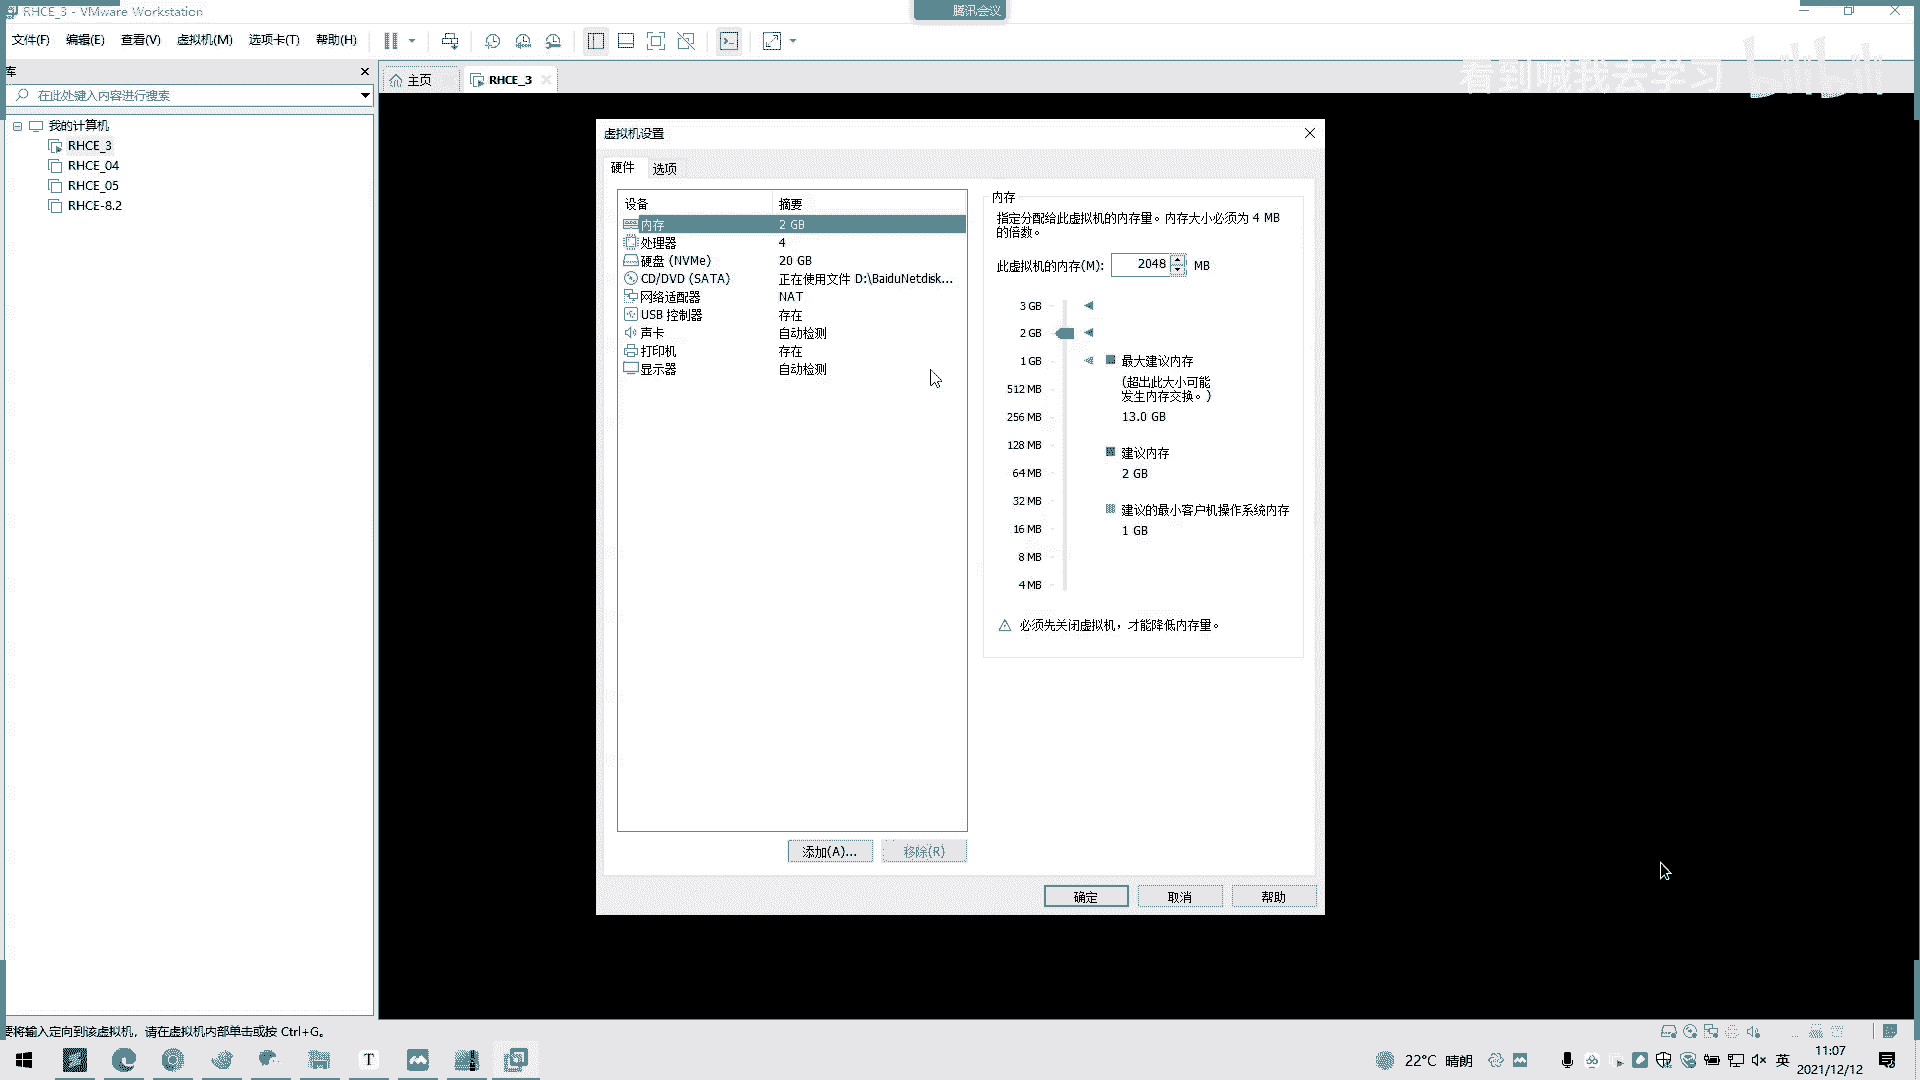 RHCE_3 - VMware Workstation
腾讯会议
文件(F) 编辑(E) 查看(V) 虚拟机(M) 选项卡(T) 帮助(H)
看到喊我去学习
bilibili
库
主页
RHCE_3
在此处键入内容进行搜索
我的计算机
RHCE_3
RHCE_04
RHCE_05
RHCE-8.2
虚拟机设置
硬件 选项
设备 摘要
内存 2 GB
处理器 4
硬盘 (NVMe) 20 GB
CD/DVD (SATA) 正在使用文件 D:\BaiduNetdisk...
网络适配器 NAT
USB 控制器 存在
声卡 自动检测
打印机 存在
显示器 自动检测
添加(A)... 移除(R)
内存
指定分配给此虚拟机的内存量。内存大小必须为 4 MB
的倍数。
此虚拟机的内存(M): 2048 MB
3 GB
2 GB
1 GB
512 MB
256 MB
128 MB
64 MB
32 MB
16 MB
8 MB
4 MB
最大建议内存
(超出此大小可能
发生内存交换。)
13.0 GB
建议内存
2 GB
建议的最小客户机操作系统内存
1 GB
必须先关闭虚拟机，才能降低内存量。
确定 取消 帮助
要将输入定向到该虚拟机，请在虚拟机内部单击或按 Ctrl+G。
T
22°C 晴朗
英
11:07
2021/12/12